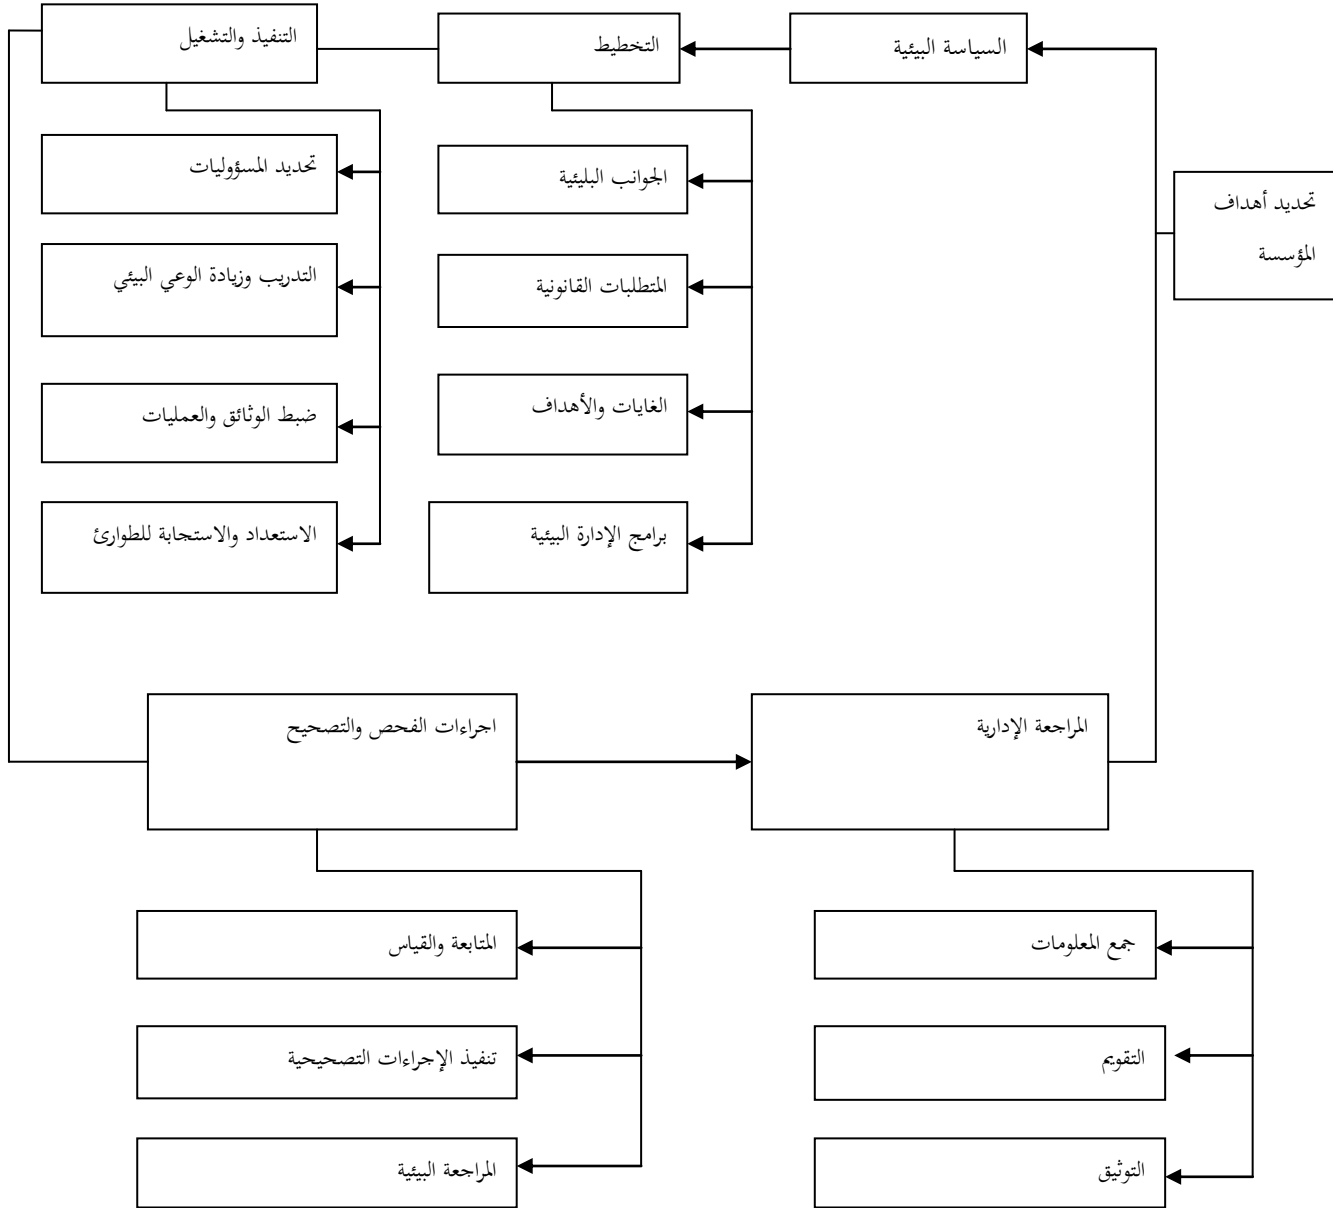 السياسة البيئية
التخطيط
التنفيذ والتشغيل
تحديد أهداف
المؤسسة
الجوانب البليئية
المتطلبات القانونية
الغايات والأهداف
برامج الإدارة البيئية
تحديد المسؤوليات
التدريب وزيادة الوعي البيئي
ضبط الوثائق والعمليات
الاستعداد والاستجابة للطوارئ
المراجعة الإدارية
اجراءات الفحص والتصحيح
جمع المعلومات
التقويم
التوثيق
المتابعة والقياس
تنفيذ الإجراءات التصحيحية
المراجعة البيئية